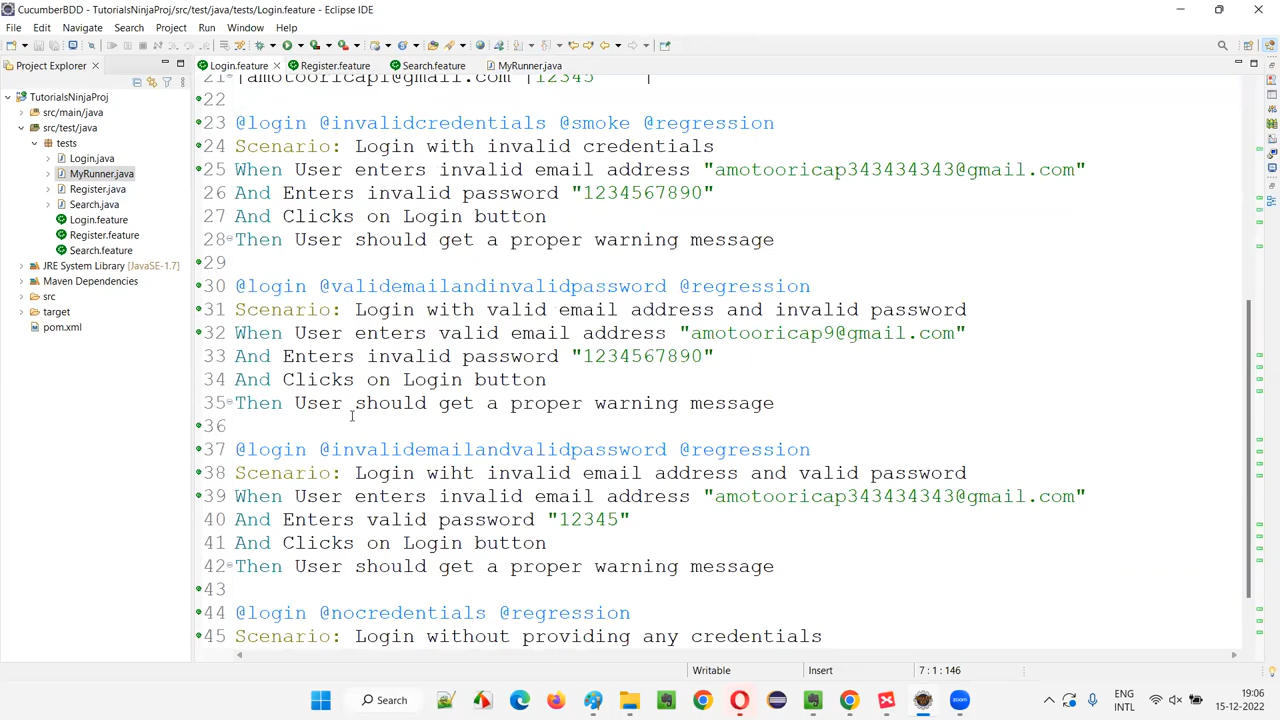 CucumberBDD - TutorialsNinjaProj/src/test/java/tests/Login.feature - Eclipse IDE
File Edit Navigate Search Project Run Window Help
Project Explorer
Login.feature Register.feature Search.feature MyRunner.java
TutorialsNinjaProj
src/main/java
src/test/java
tests
Login.java
MyRunner.java
Register.java
Search.java
Login.feature
Register.feature
Search.feature
JRE System Library [JavaSE-1.7]
Maven Dependencies
src
target
pom.xml
21 |amotooricap1@gmail.com |12345 |
22
23 @login @invalidcredentials @smoke @regression
24 Scenario: Login with invalid credentials
25 When User enters invalid email address "amotooricap3434343343@gmail.com"
26 And Enters invalid password "1234567890"
27 And Clicks on Login button
28 Then User should get a proper warning message
29
30 @login @validemailandinvalidpassword @regression
31 Scenario: Login with valid email address and invalid password
32 When User enters valid email address "amotooricap9@gmail.com"
33 And Enters invalid password "1234567890"
34 And Clicks on Login button
35 Then User should get a proper warning message
36
37 @login @invalidemailandvalidpassword @regression
38 Scenario: Login wiht invalid email address and valid password
39 When User enters invalid email address "amotooricap343434343@gmail.com"
40 And Enters valid password "12345"
41 And Clicks on Login button
42 Then User should get a proper warning message
43
44 @login @nocredentials @regression
45 Scenario: Login without providing any credentials
Writable Insert 7 : 1 : 146
Search
ENG
INTL
19:06
15-12-2022